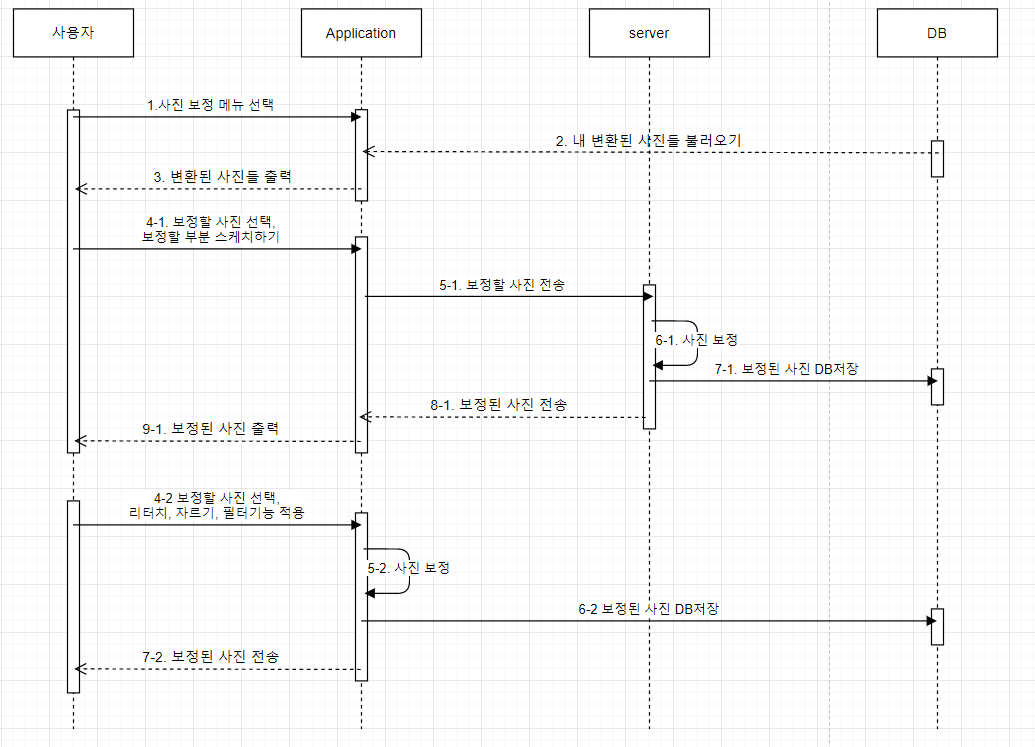 사용자
Application
server
DB
1.사진 보정 메뉴 선택
2. 내 변환된 사진들 불러오기
3. 변환된 사진들 출력
4-1. 보정할 사진 선택,
보정할 부분 스케치하기
5-1. 보정할 사진 전송
6-1. 사진 보정
7-1. 보정된 사진 DB저장
8-1. 보정된 사진 전송
9-1. 보정된 사진 출력
4-2 보정할 사진 선택,
리터치, 자르기, 필터기능 적용
5-2. 사진 보정
6-2 보정된 사진 DB저장
7-2. 보정된 사진 전송